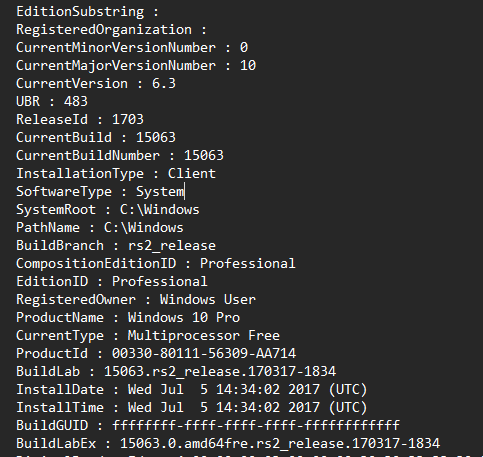 EditionSubstring :
RegisteredOrganization :
CurrentMinorVersionNumber : 0
CurrentMajorVersionNumber : 10
CurrentVersion : 6.3
UBR : 483
ReleaseId : 1703
CurrentBuild : 15063
CurrentBuildNumber : 15063
InstallationType : Client
SoftwareType : System
SystemRoot : C:\Windows
PathName : C:\Windows
BuildBranch : rs2_release
CompositionEditionID : Professional
EditionID : Professional
RegisteredOwner : Windows User
ProductName : Windows 10 Pro
CurrentType : Multiprocessor Free
ProductId : 00330-80111-56309-AA714
BuildLab : 15063.rs2_release.170317-1834
InstallDate : Wed Jul  5 14:34:02 2017 (UTC)
InstallTime : Wed Jul  5 14:34:02 2017 (UTC)
BuildGUID : ffffffff-ffff-ffff-ffff-ffffffffffff
BuildLabEx : 15063.0.amd64fre.rs2_release.170317-1834